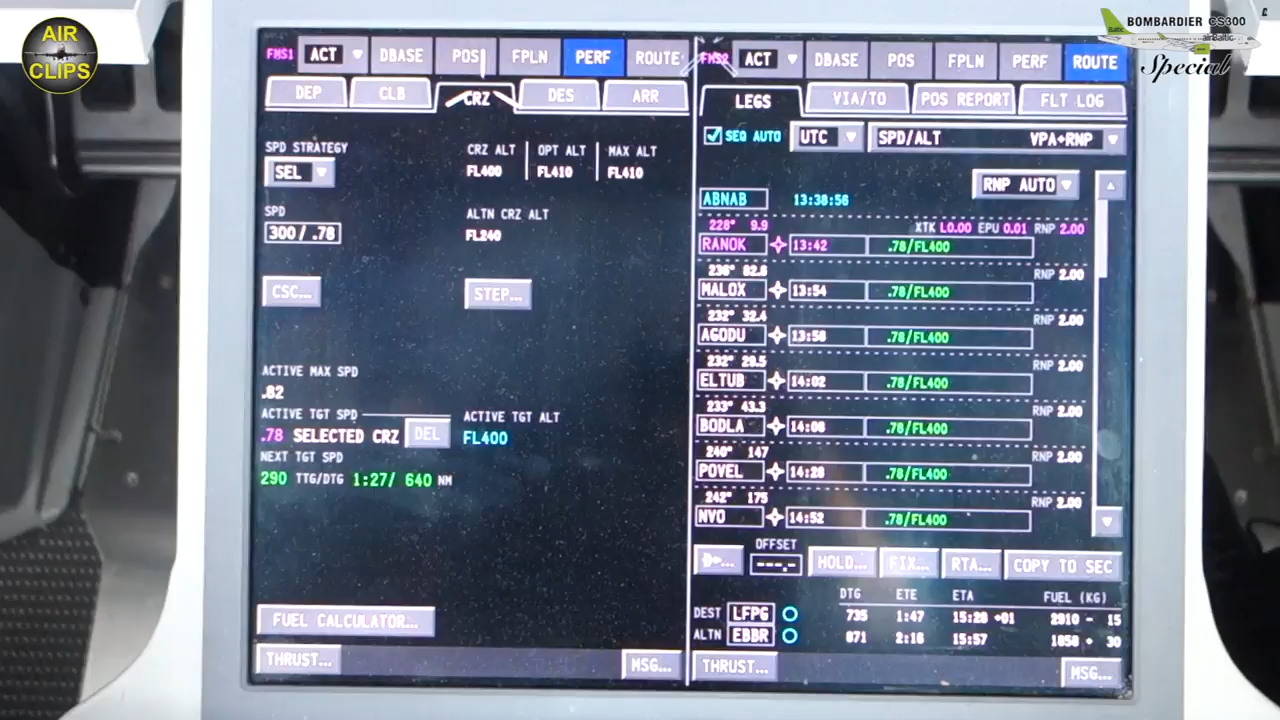 AIR
CLIPS
BOMBARDIER CS300
airBaltic
Special
FMS1 ACT DBASE POS FPLN PERF ROUTE
DEP CLB CRZ DES ARR
SPD STRATEGY
SEL
CRZ ALT OPT ALT MAX ALT
FL400 FL410 FL410
SPD
300/.78
ALTN CRZ ALT
FL240
CSC... STEP...
ACTIVE MAX SPD
.82
ACTIVE TGT SPD
.78 SELECTED CRZ DEL
ACTIVE TGT ALT
FL400
NEXT TGT SPD
290 TTG/DTG 1:27/ 640 NM
FUEL CALCULATOR...
THRUST... MSG...
FMS2 ACT DBASE POS FPLN PERF ROUTE
LEGS VIA/TO POS REPORT FLT LOG
SEQ AUTO UTC SPD/ALT VPA+RNP
RNP AUTO
ABNAB 13:38:56
228° 9.9 XTK L0.00 EPU 0.01 RNP 2.00
RANOK 13:42 .78/FL400
236° 82.6 RNP 2.00
MALOX 13:54 .78/FL400
232° 32.4 RNP 2.00
AGODU 13:58 .78/FL400
232° 29.5 RNP 2.00
ELTUB 14:02 .78/FL400
233° 43.3 RNP 2.00
BODLA 14:08 .78/FL400
240° 147 RNP 2.00
POVEL 14:28 .78/FL400
242° 175 RNP 2.00
NVO 14:52 .78/FL400
OFFSET
---.- HOLD... FIX... RTA... COPY TO SEC
DTG ETE ETA FUEL (KG)
DEST LFPG 735 1:47 15:28 +01 2910 - 15
ALTN EBBR 871 2:16 15:57 1858 + 30
THRUST... MSG...